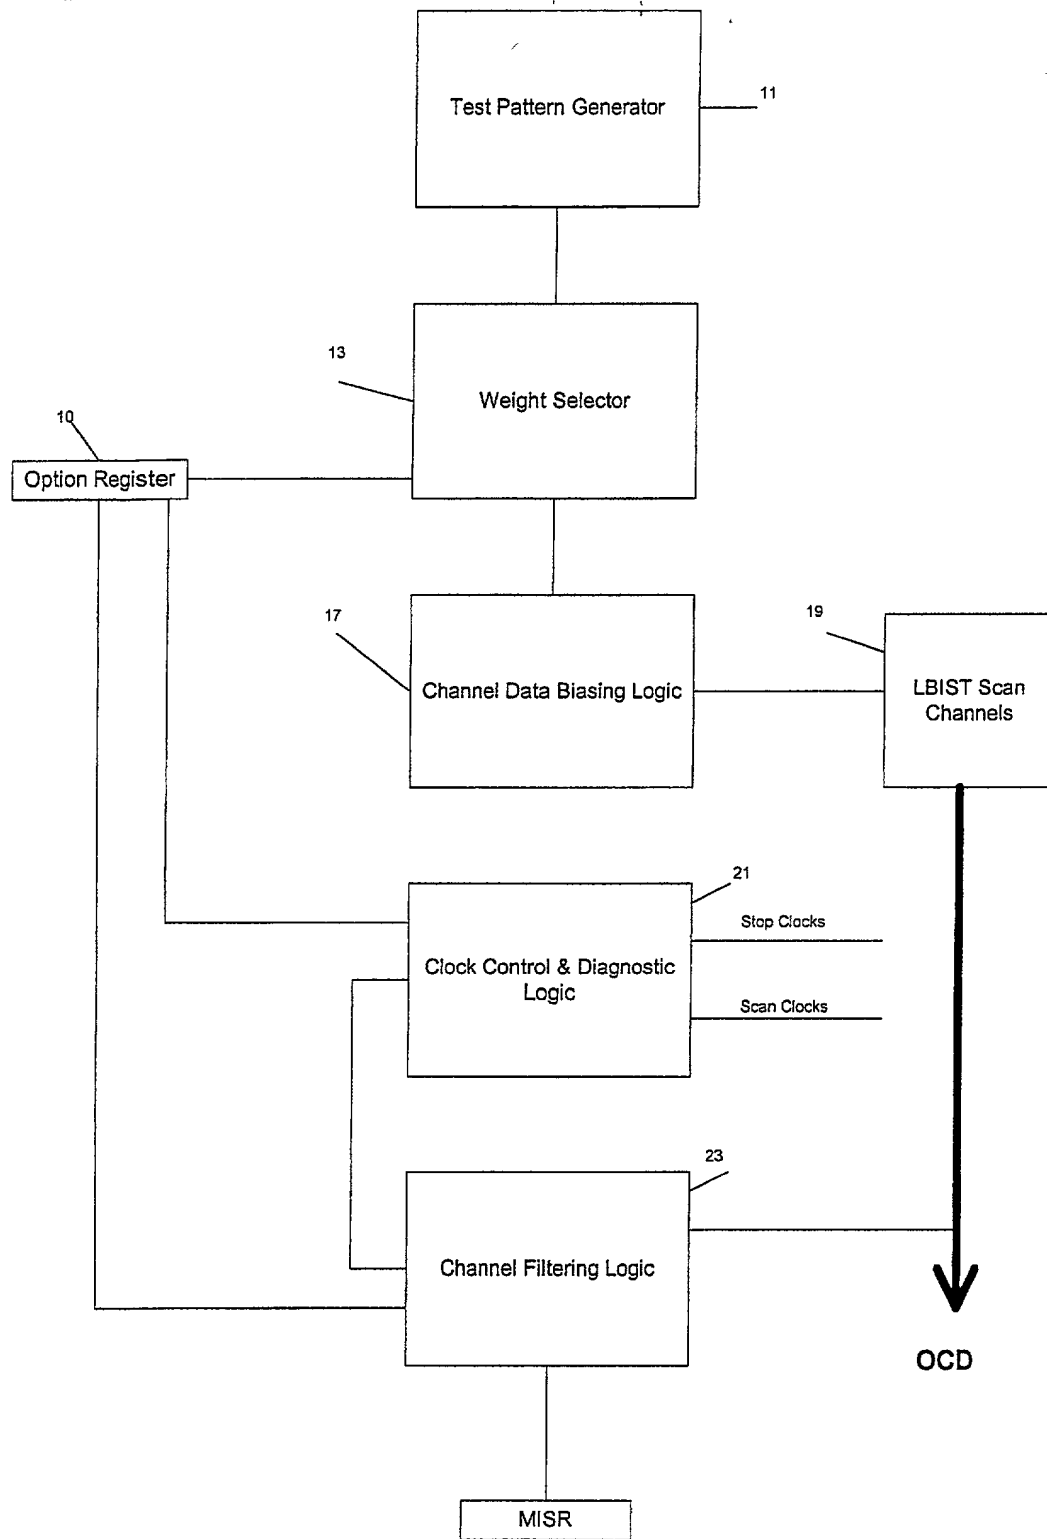 Test Pattern Generator
11
13
Weight Selector
10
Option Register
17
Channel Data Biasing Logic
19
LBIST Scan
Channels
21
Stop Clocks
Clock Control & Diagnostic
Logic
Scan Clocks
23
Channel Filtering Logic
OCD
MISR